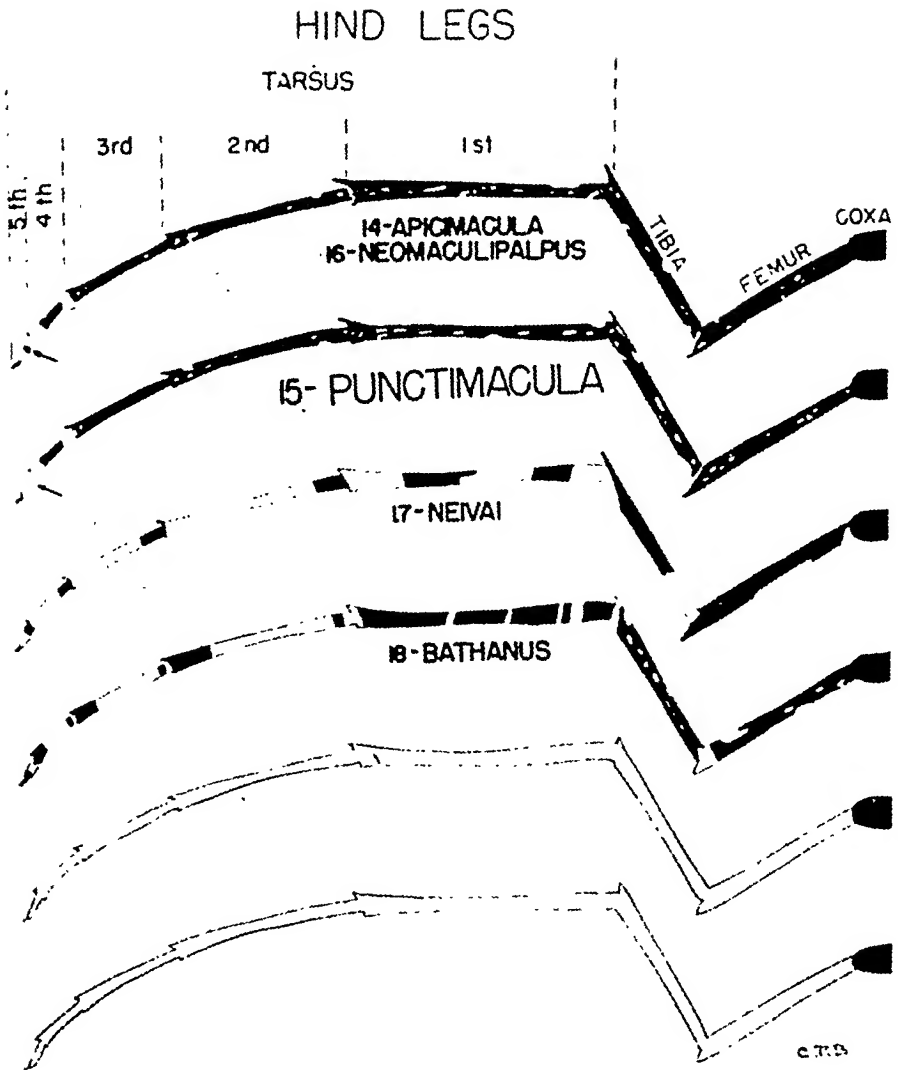 HIND LEGS
TARSUS
5th
4th
3rd
2nd
1st
14-APICIMACULA
16-NEOMACULIPALPUS
TIBIA
FEMUR
COXA
15- PUNCTIMACULA
17-NEIVAI
18-BATHANUS
C.T.B